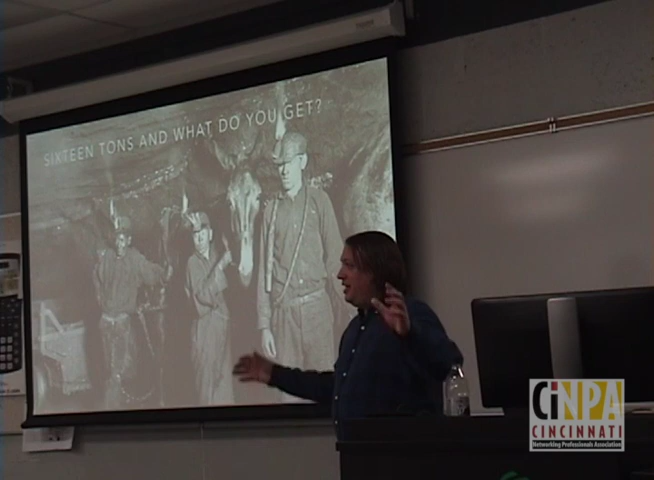 SIXTEEN TONS AND WHAT DO YOU GET?
CiNPA
CINCINNATI
Networking Professionals Association